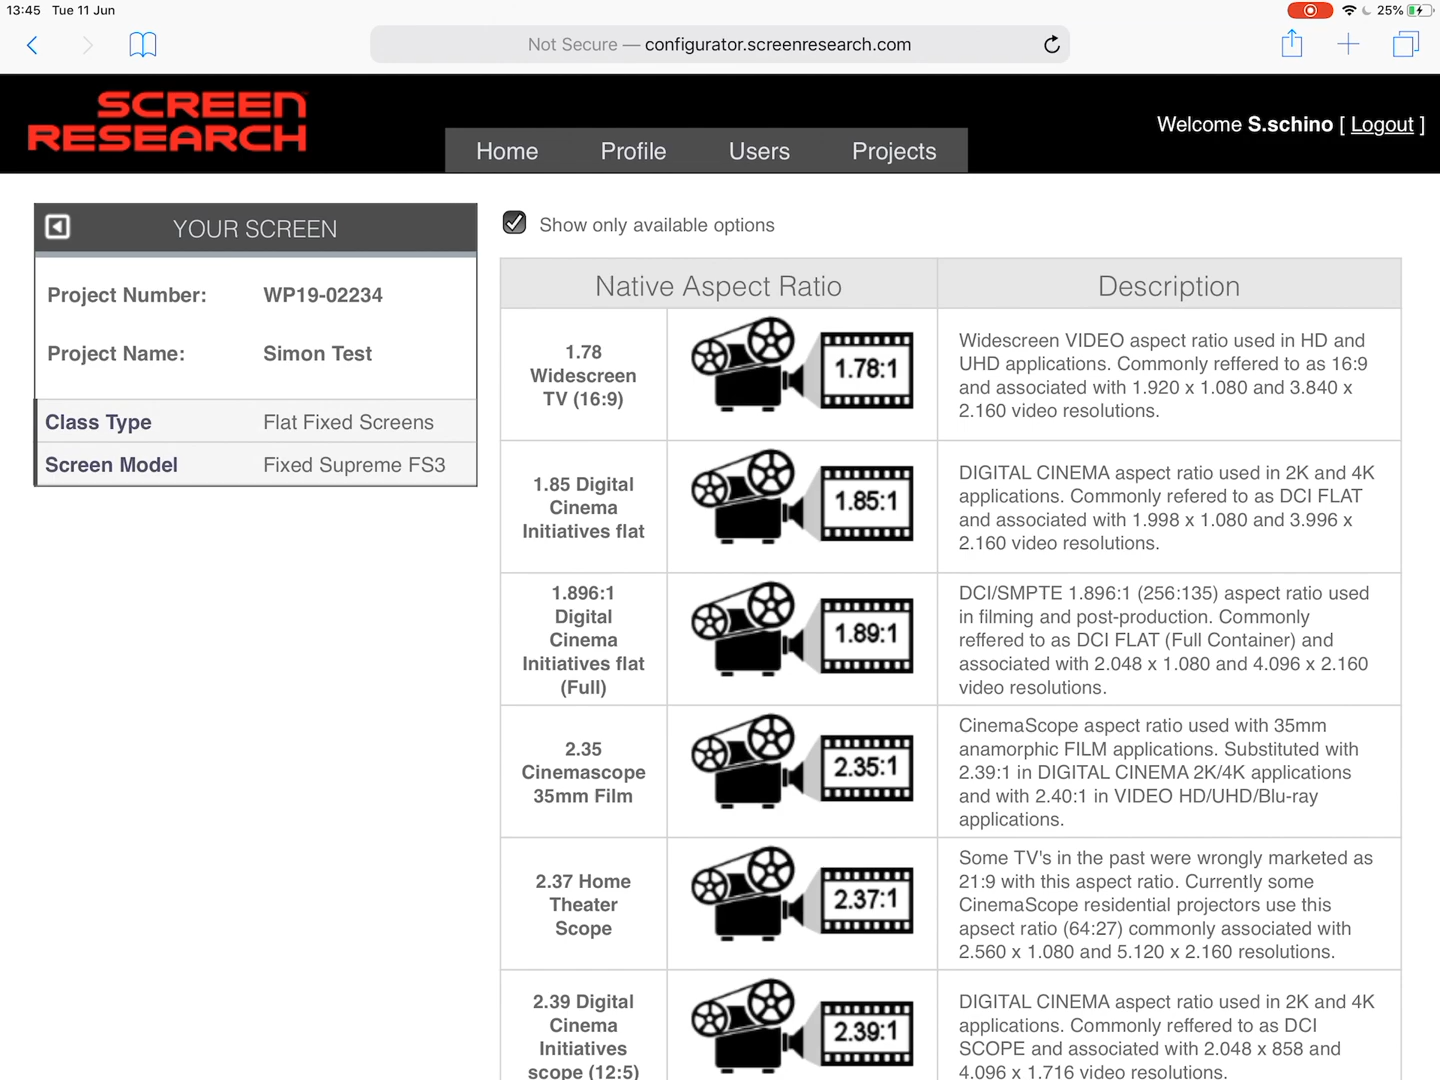 13:45 Tue 11 Jun
25%
Not Secure — configurator.screenresearch.com
SCREEN
RESEARCH
Home Profile Users Projects
Welcome S.schino [ Logout ]
YOUR SCREEN
Project Number: WP19-02234
Project Name: Simon Test
Class Type Flat Fixed Screens
Screen Model Fixed Supreme FS3
Show only available options
Native Aspect Ratio Description
1.78
Widescreen
TV (16:9)
1.78:1
Widescreen VIDEO aspect ratio used in HD and
UHD applications. Commonly reffered to as 16:9
and associated with 1.920 x 1.080 and 3.840 x
2.160 video resolutions.
1.85 Digital
Cinema
Initiatives flat
1.85:1
DIGITAL CINEMA aspect ratio used in 2K and 4K
applications. Commonly refered to as DCI FLAT
and associated with 1.998 x 1.080 and 3.996 x
2.160 video resolutions.
1.896:1
Digital
Cinema
Initiatives flat
(Full)
1.89:1
DCI/SMPTE 1.896:1 (256:135) aspect ratio used
in filming and post-production. Commonly
reffered to as DCI FLAT (Full Container) and
associated with 2.048 x 1.080 and 4.096 x 2.160
video resolutions.
2.35
Cinemascope
35mm Film
2.35:1
CinemaScope aspect ratio used with 35mm
anamorphic FILM applications. Substituted with
2.39:1 in DIGITAL CINEMA 2K/4K applications
and with 2.40:1 in VIDEO HD/UHD/Blu-ray
applications.
2.37 Home
Theater
Scope
2.37:1
Some TV's in the past were wrongly marketed as
21:9 with this aspect ratio. Currently some
CinemaScope residential projectors use this
apsect ratio (64:27) commonly associated with
2.560 x 1.080 and 5.120 x 2.160 resolutions.
2.39 Digital
Cinema
Initiatives
scope (12:5)
2.39:1
DIGITAL CINEMA aspect ratio used in 2K and 4K
applications. Commonly reffered to as DCI
SCOPE and associated with 2.048 x 858 and
4.096 x 1.716 video resolutions.